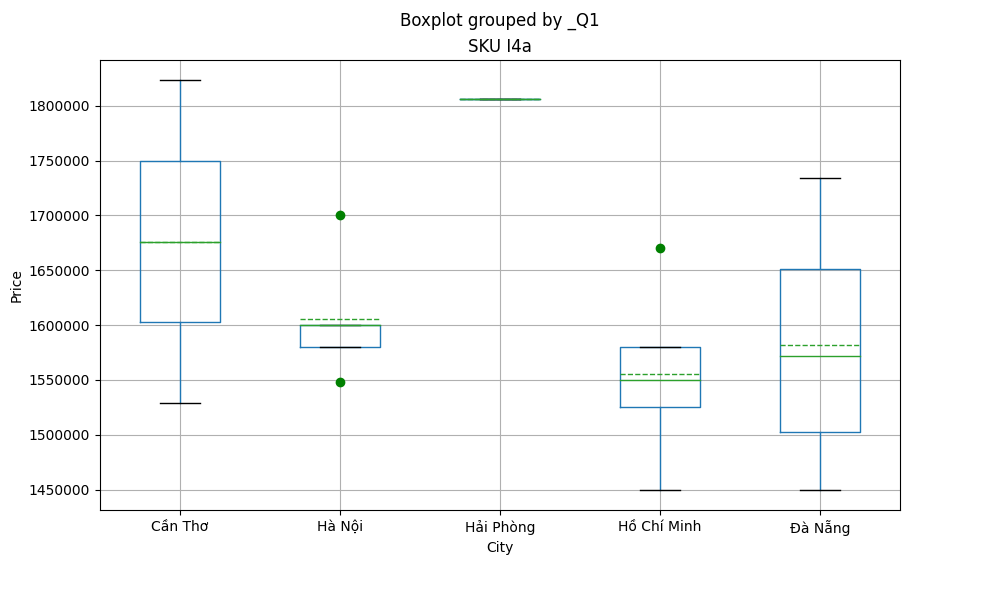 Boxplot grouped by _Q1
SKU I4a
1800000
1750000
1700000
1650000
1600000
1550000
1500000
1450000
Price
Cần Thơ
Hà Nội
Hải Phòng
Hồ Chí Minh
Đà Nẵng
City